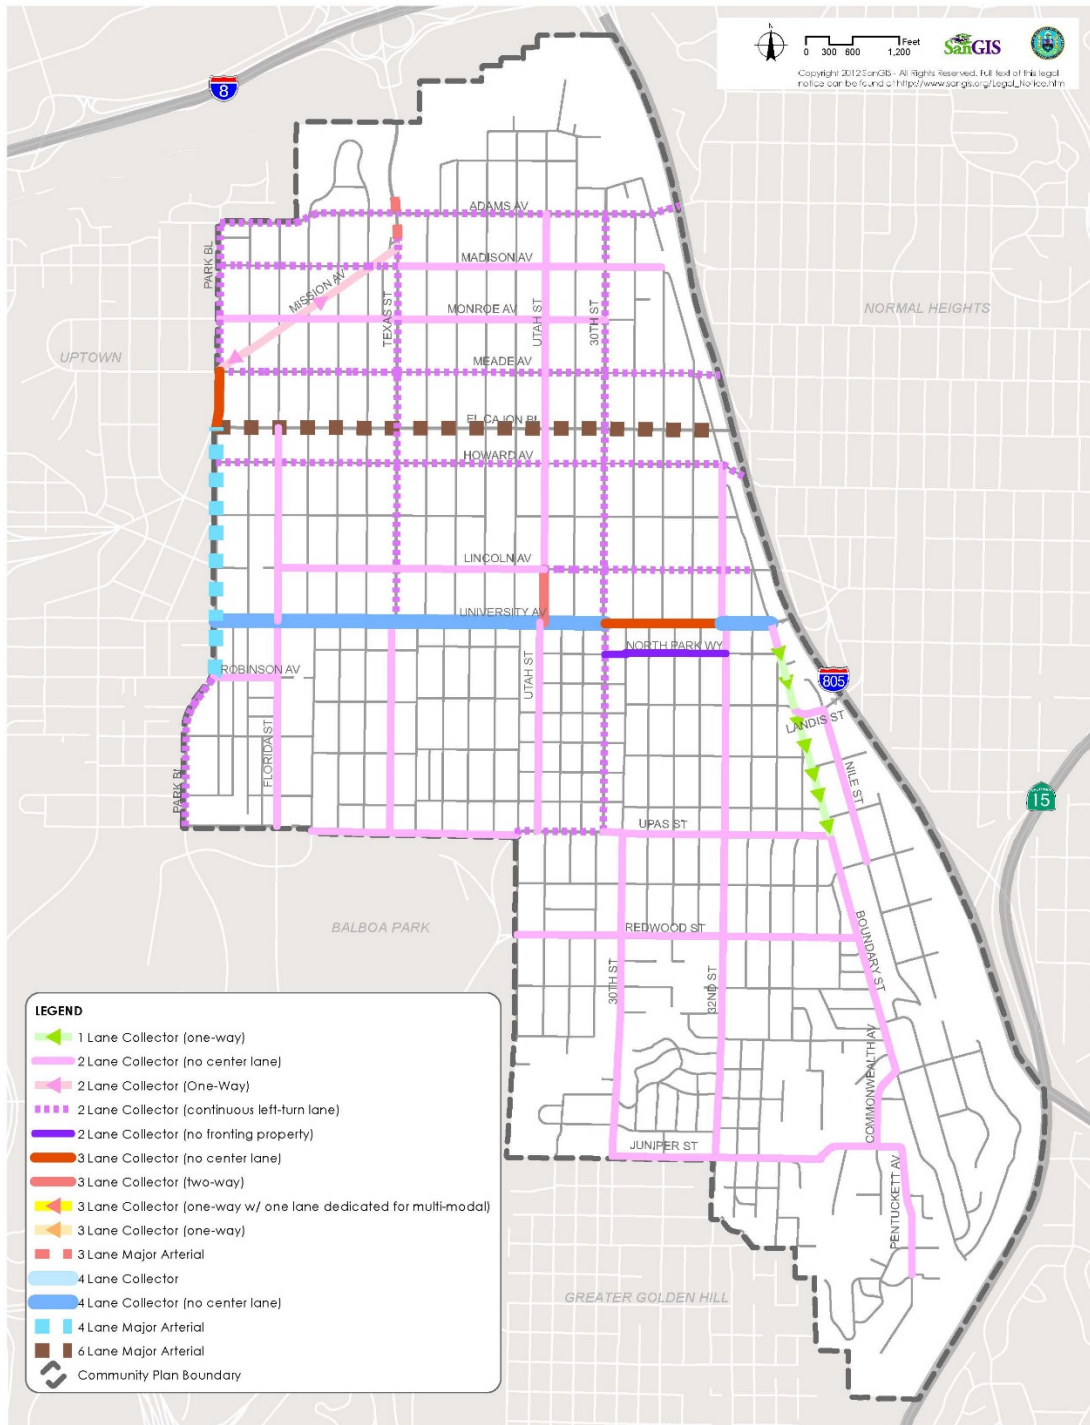 Feet
0 300 600 1,200
SanGIS
Copyright 2012 SanGIS - All Rights Reserved. Full text of this legal
notice can be found at http://www.sangis.org/Legal_Notice.htm
8
ADAMS AV
PARK BL
MADISON AV
MISSION AV
MONROE AV
TEXAS ST
UTAH ST
30TH ST
NORMAL HEIGHTS
UPTOWN
MEADE AV
EL CAJON BL
HOWARD AV
LINCOLN AV
UNIVERSITY AV
NORTH PARK WY
ROBINSON AV
UTAH ST
805
LANDIS ST
FLORIDA ST
PARK BL
NILE ST
CALIFORNIA
15
UPAS ST
BALBOA PARK
REDWOOD ST
BOUNDARY ST
30TH ST
32ND ST
COMMONWEALTH AV
JUNIPER ST
PENTUCKETT AV
GREATER GOLDEN HILL
LEGEND
1 Lane Collector (one-way)
2 Lane Collector (no center lane)
2 Lane Collector (One-Way)
2 Lane Collector (continuous left-turn lane)
2 Lane Collector (no fronting property)
3 Lane Collector (no center lane)
3 Lane Collector (two-way)
3 Lane Collector (one-way w/ one lane dedicated for multi-modal)
3 Lane Collector (one-way)
3 Lane Major Arterial
4 Lane Collector
4 Lane Collector (no center lane)
4 Lane Major Arterial
6 Lane Major Arterial
Community Plan Boundary